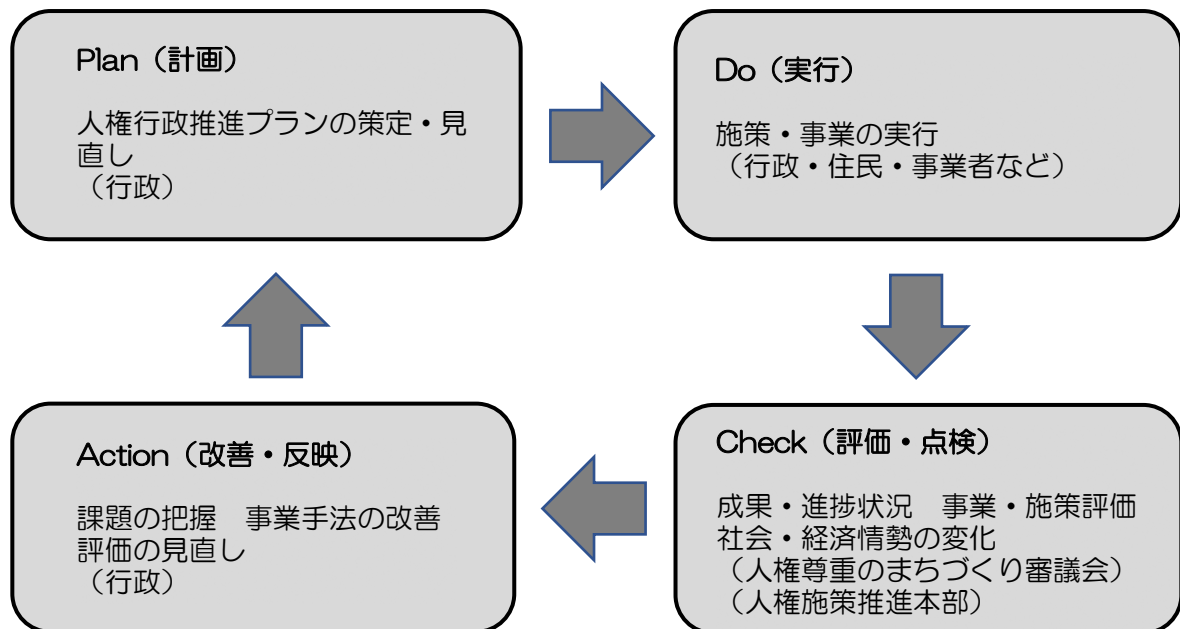 Plan（計画）
人権行政推進プランの策定・見
直し
（行政）
Do（実行）
施策・事業の実行
（行政・住民・事業者など）
Check（評価・点検）
成果・進捗状況　事業・施策評価
社会・経済情勢の変化
（人権尊重のまちづくり審議会）
（人権施策推進本部）
Action（改善・反映）
課題の把握　事業手法の改善
評価の見直し
（行政）